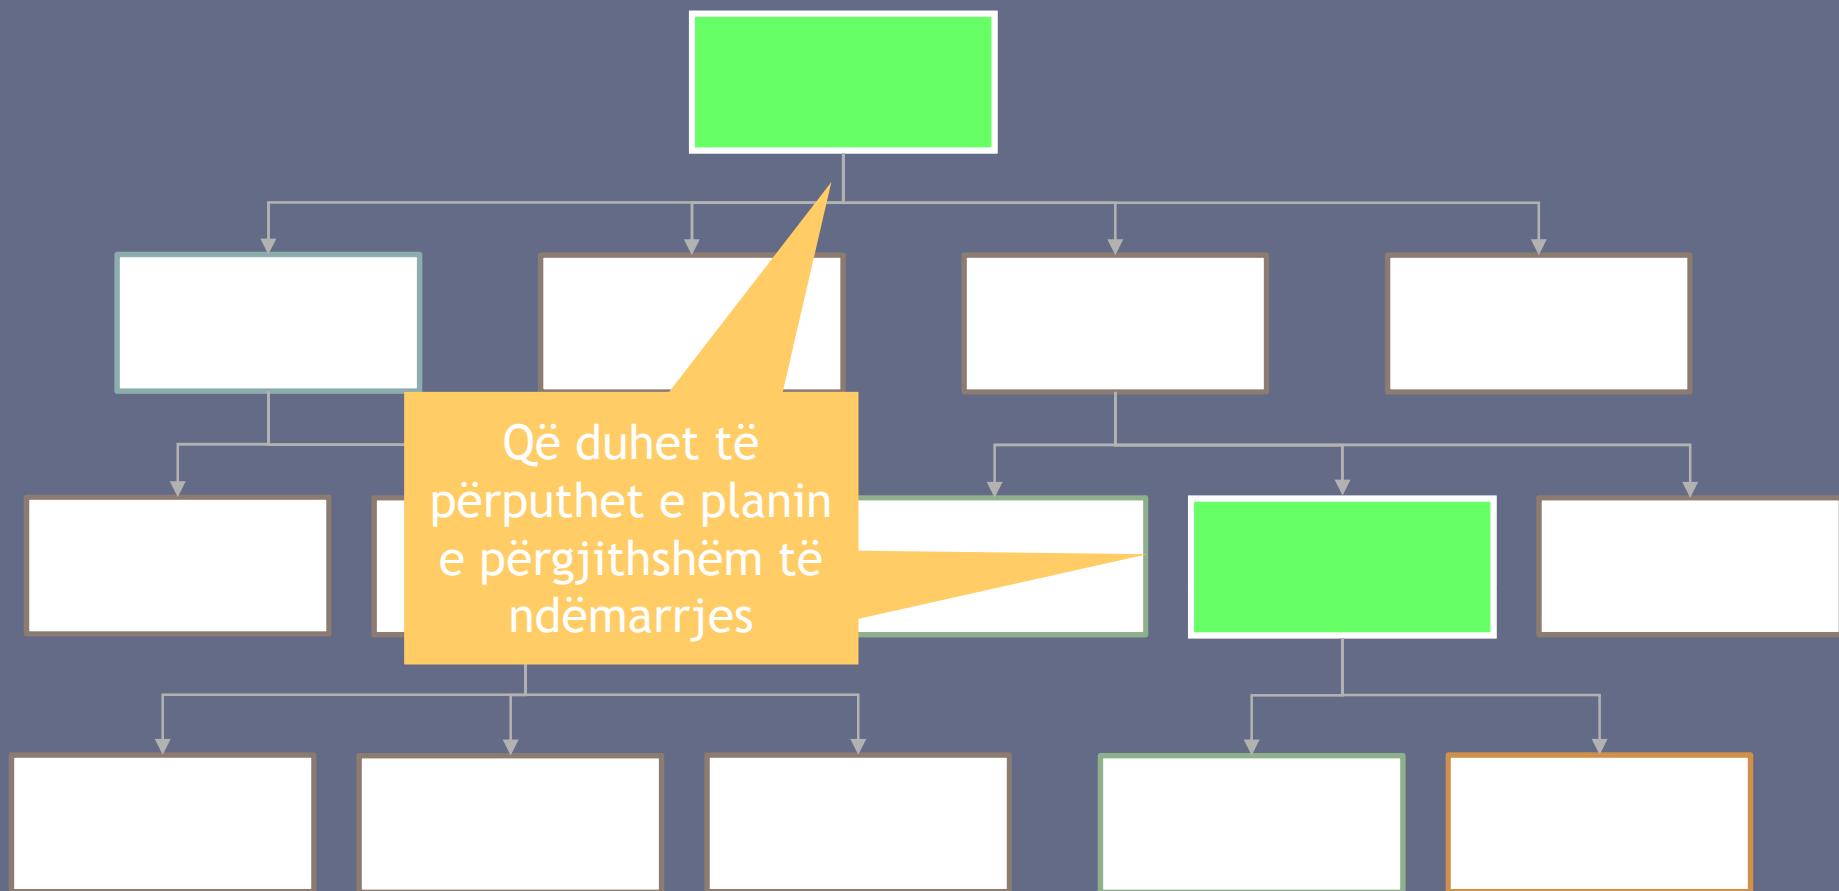 Që duhet të
përputhet e planin
e përgjithshëm të
ndëmarrjes